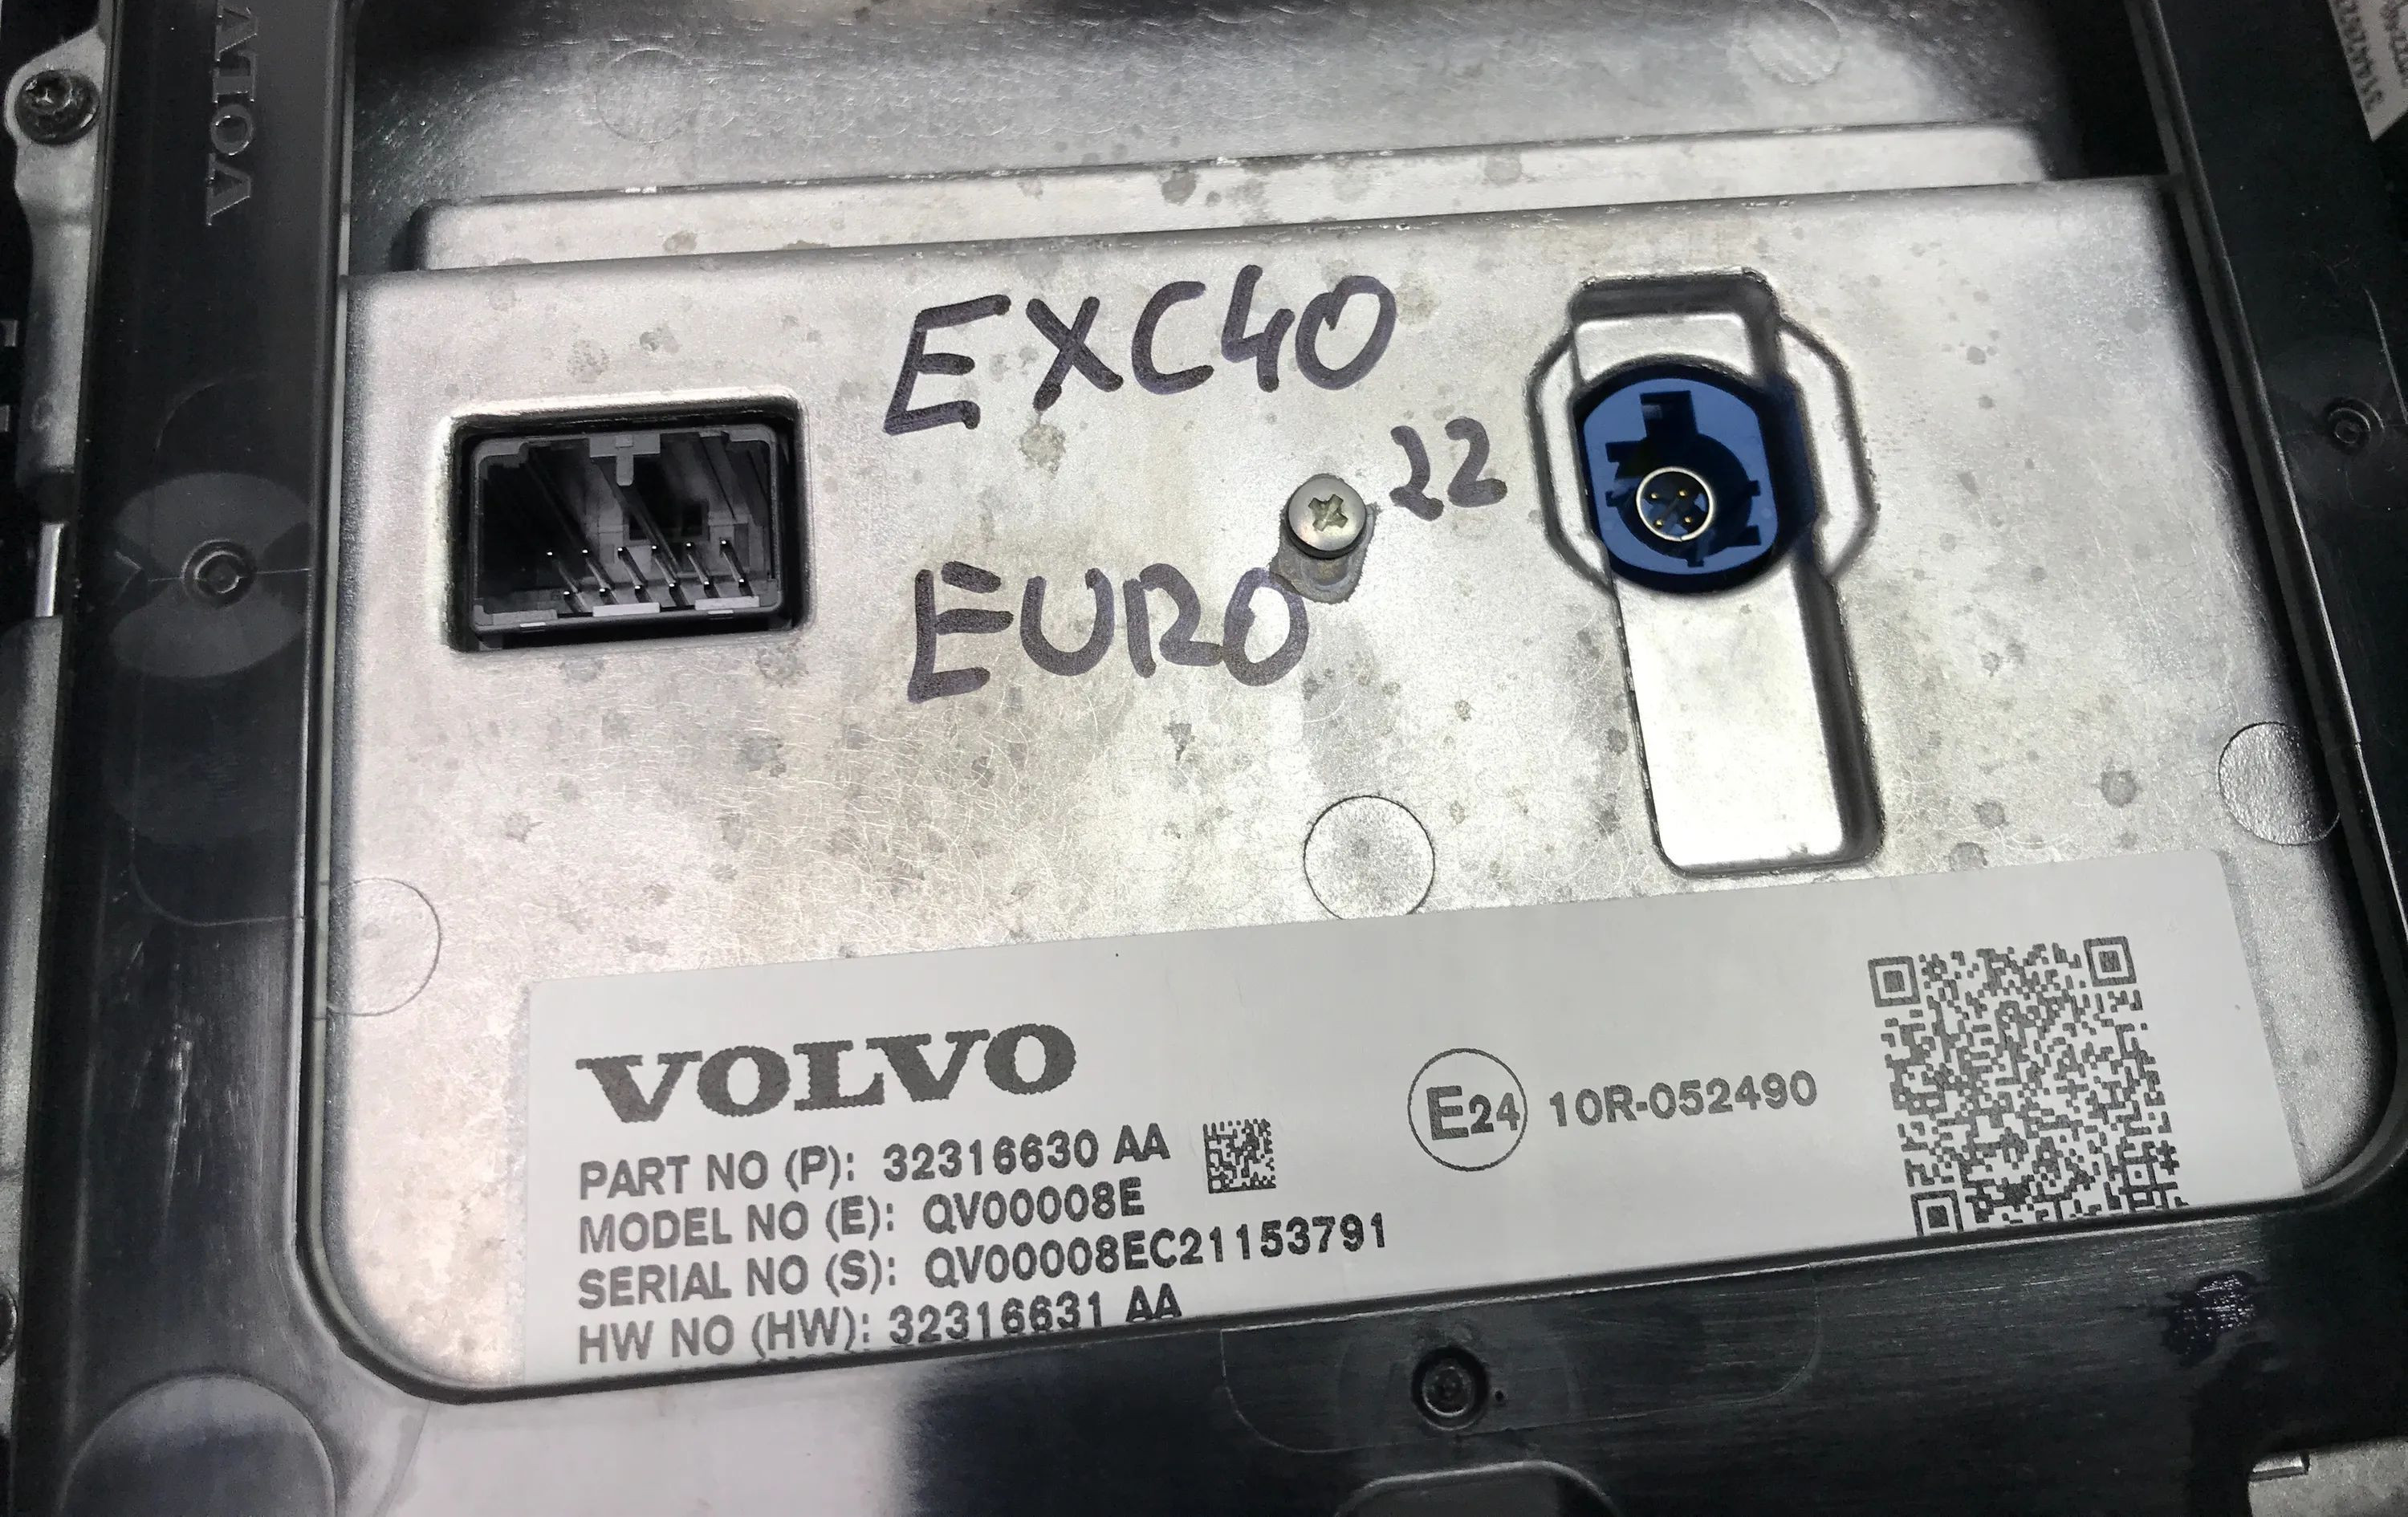 VOLVO
EXC40
22
EURO
VOLVO
PART NO (P): 32316630 AA
MODEL NO (E): QV00008E
SERIAL NO (S): QV00008EC21153791
HW NO (HW): 32316631 AA
E24 10R-052490